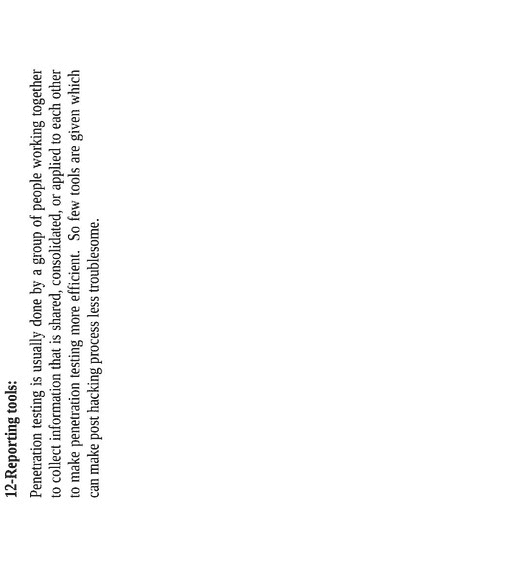 12-Reporting tools:
Penetration testing is usually done by a group of people working together
to collect information that is shared, consolidated, or applied to each other
to make penetration testing more efficient. So few tools are given which
can make post hacking process less troublesome.